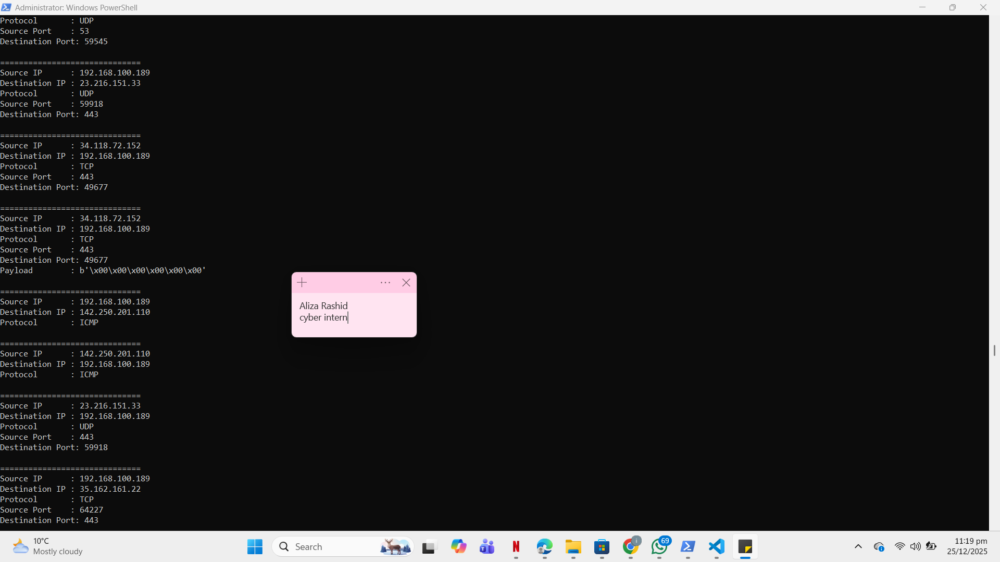 Administrator: Windows PowerShell
Protocol       : UDP
Source Port    : 53
Destination Port: 59545
==============================
Source IP      : 192.168.100.189
Destination IP : 23.216.151.33
Protocol       : UDP
Source Port    : 59918
Destination Port: 443
==============================
Source IP      : 34.118.72.152
Destination IP : 192.168.100.189
Protocol       : TCP
Source Port    : 443
Destination Port: 49677
==============================
Source IP      : 34.118.72.152
Destination IP : 192.168.100.189
Protocol       : TCP
Source Port    : 443
Destination Port: 49677
Payload        : b'\x00\x00\x00\x00\x00\x00'
==============================
Source IP      : 192.168.100.189
Destination IP : 142.250.201.110
Protocol       : ICMP
==============================
Source IP      : 142.250.201.110
Destination IP : 192.168.100.189
Protocol       : ICMP
==============================
Source IP      : 23.216.151.33
Destination IP : 192.168.100.189
Protocol       : UDP
Source Port    : 443
Destination Port: 59918
==============================
Source IP      : 192.168.100.189
Destination IP : 35.162.161.22
Protocol       : TCP
Source Port    : 64227
Destination Port: 443
Aliza Rashid
cyber intern
10°C
Mostly cloudy
Search
69
11:19 pm
25/12/2025